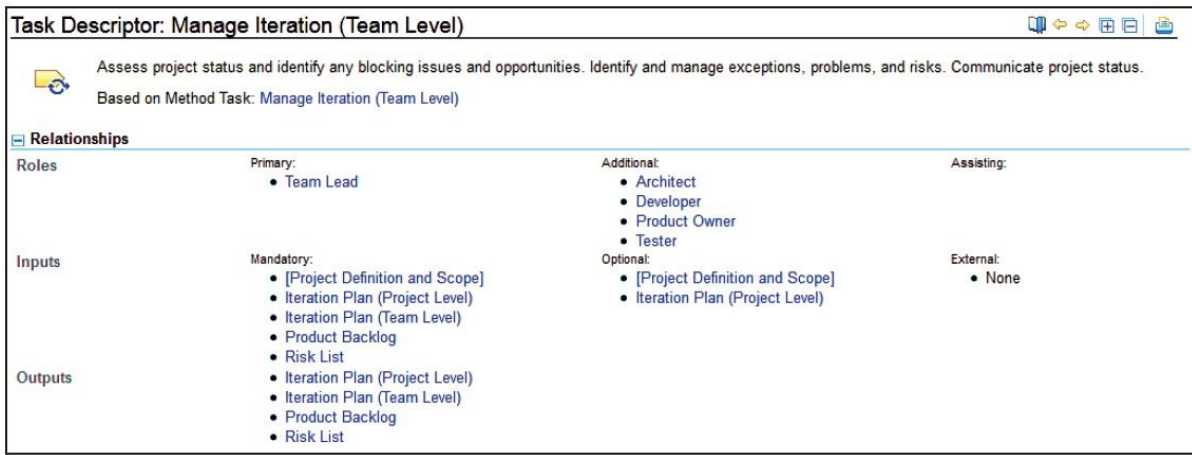 Task Descriptor: Manage Iteration (Team Level)
Assess project status and identify any blocking issues and opportunities. Identify and manage exceptions, problems, and risks. Communicate project status.
Based on Method Task: Manage Iteration (Team Level)
Relationships
Roles Primary: Additional: Assisting:
• Team Lead • Architect
• Developer
• Product Owner
• Tester
Inputs Mandatory: Optional: External:
• [Project Definition and Scope] • [Project Definition and Scope] • None
• Iteration Plan (Project Level) • Iteration Plan (Project Level)
• Iteration Plan (Team Level)
• Product Backlog
• Risk List
Outputs • Iteration Plan (Project Level)
• Iteration Plan (Team Level)
• Product Backlog
• Risk List